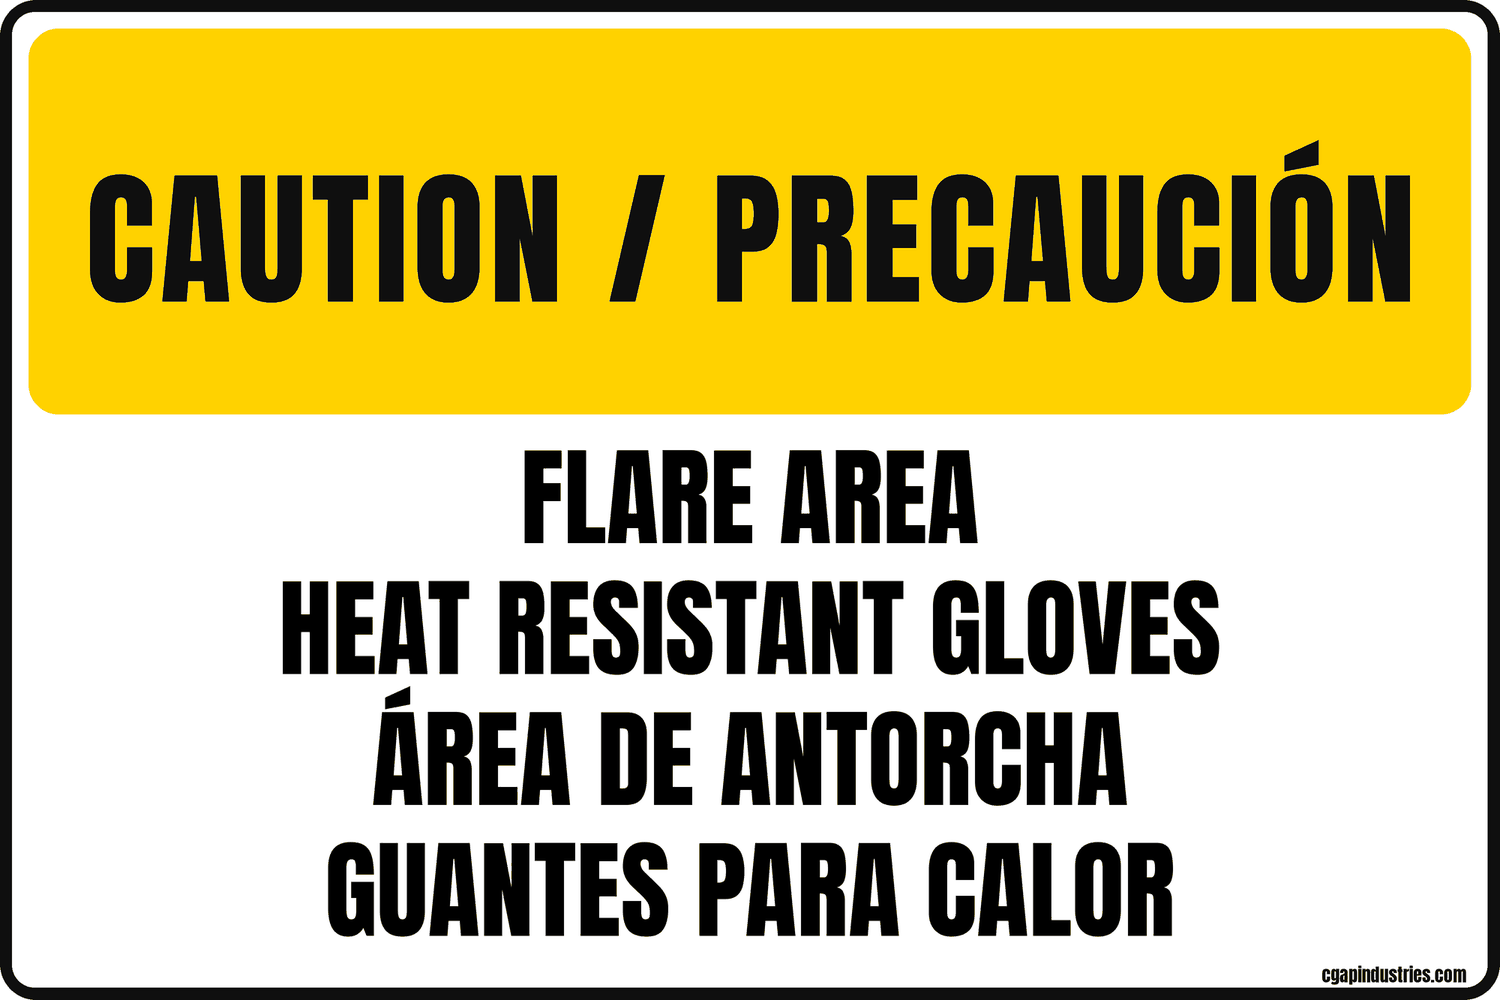 CAUTION / PRECAUCIÓN
FLARE AREA
HEAT RESISTANT GLOVES
ÁREA DE ANTORCHA
GUANTES PARA CALOR
cgapindustries.com